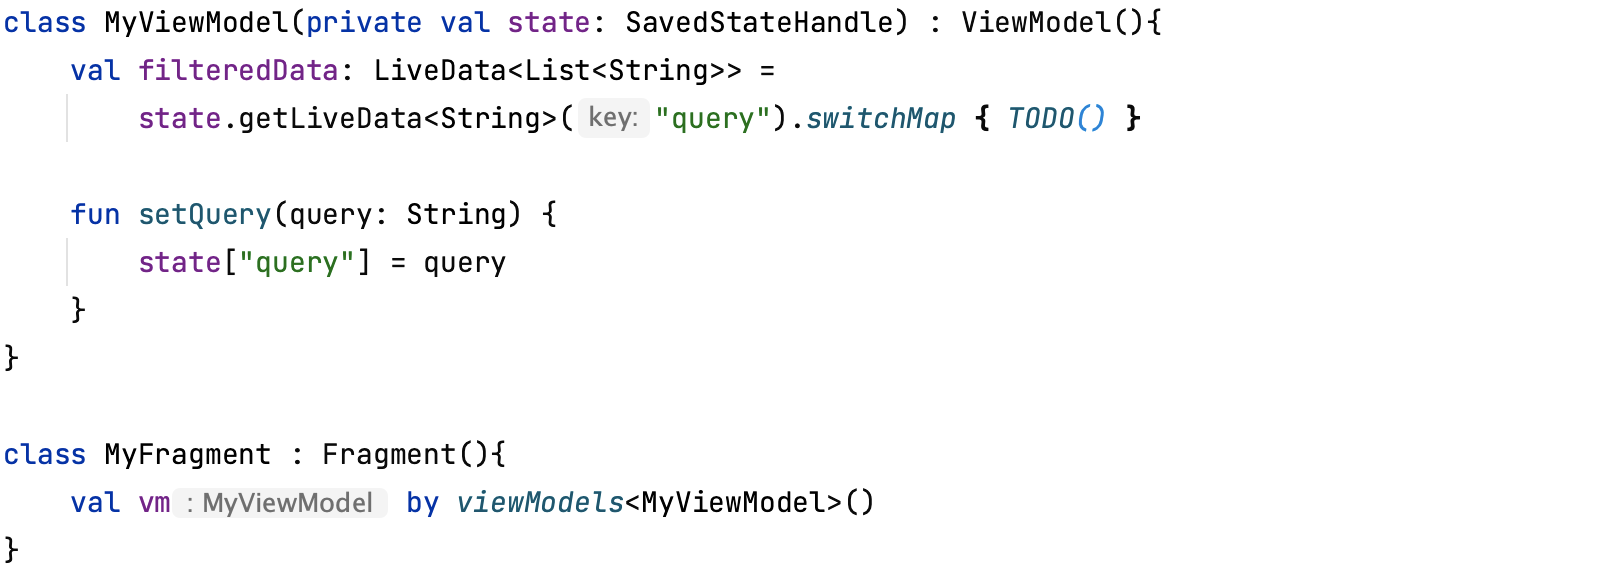 class MyViewModel(private val state: SavedStateHandle) : ViewModel(){
    val filteredData: LiveData<List<String>> =
        state.getLiveData<String>( key: "query").switchMap { TODO() }

    fun setQuery(query: String) {
        state["query"] = query
    }
}

class MyFragment : Fragment(){
    val vm : MyViewModel by viewModels<MyViewModel>()
}